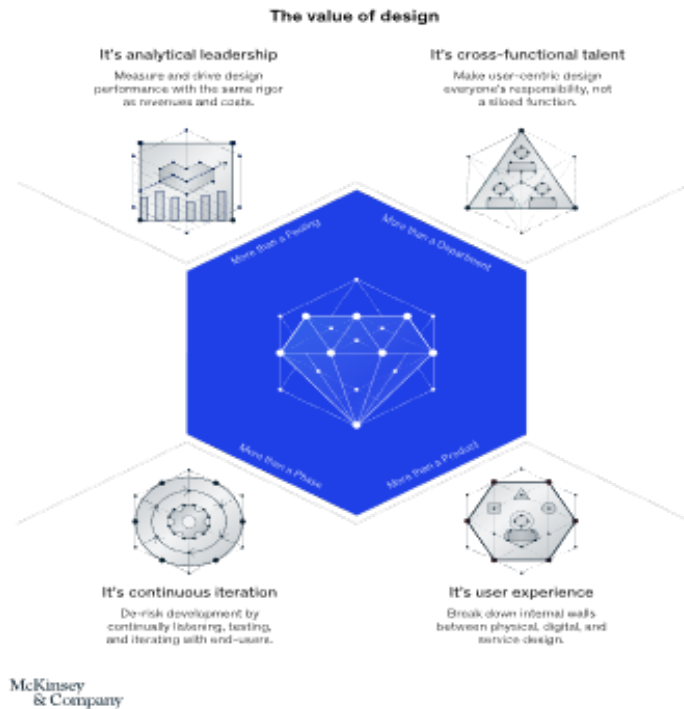 The value of design
It's analytical leadership
Measure and drive design
performance with the same rigor
as revenues and costs.
It's cross-functional talent
Make user-centric design
everyone's responsibility, not
a siloed function.
More than a Feeling
More than a Department
More than a Phase
More than a Product
It's continuous iteration
De-risk development by
continually listening, testing,
and iterating with end-users.
It's user experience
Break down internal walls
between physical, digital, and
service design.
McKinsey
& Company